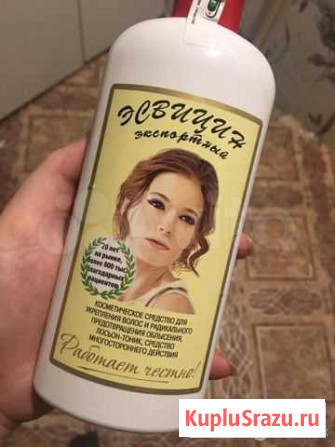 ЭСВИЦИН
экспортный
20 лет
на рынке,
более 800 тыс.
благодарных
пациентов
КОСМЕТИЧЕСКОЕ СРЕДСТВО ДЛЯ
УКРЕПЛЕНИЯ ВОЛОС И РАДИКАЛЬНОГО
ПРЕДОТВРАЩЕНИЯ ОБЛЫСЕНИЯ,
ЛОСЬОН-ТОНИК, СРЕДСТВО
МНОГОСТОРОННЕГО ДЕЙСТВИЯ
Работает честно!
KupluSrazu.ru